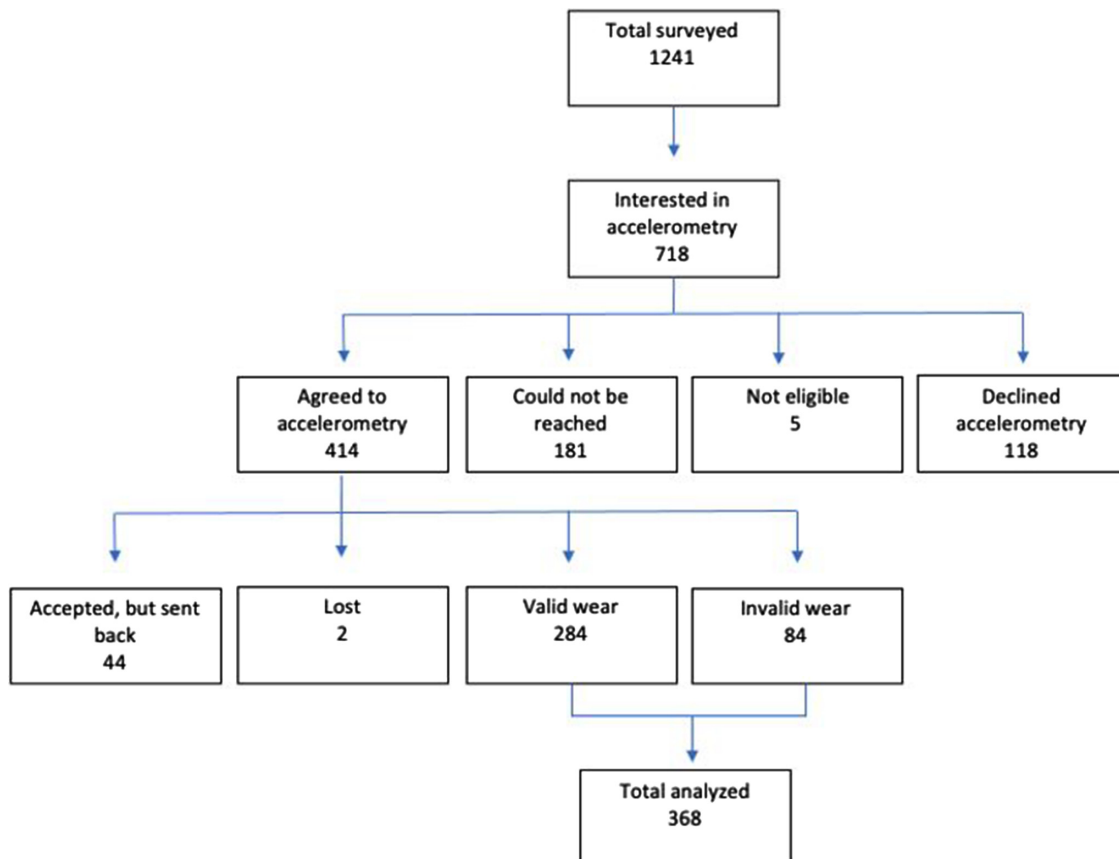 Total surveyed
1241
Interested in
accelerometry
718
Agreed to
accelerometry
414
Could not be
reached
181
Not eligible
5
Declined
accelerometry
118
Accepted, but sent
back
44
Lost
2
Valid wear
284
Invalid wear
84
Total analyzed
368